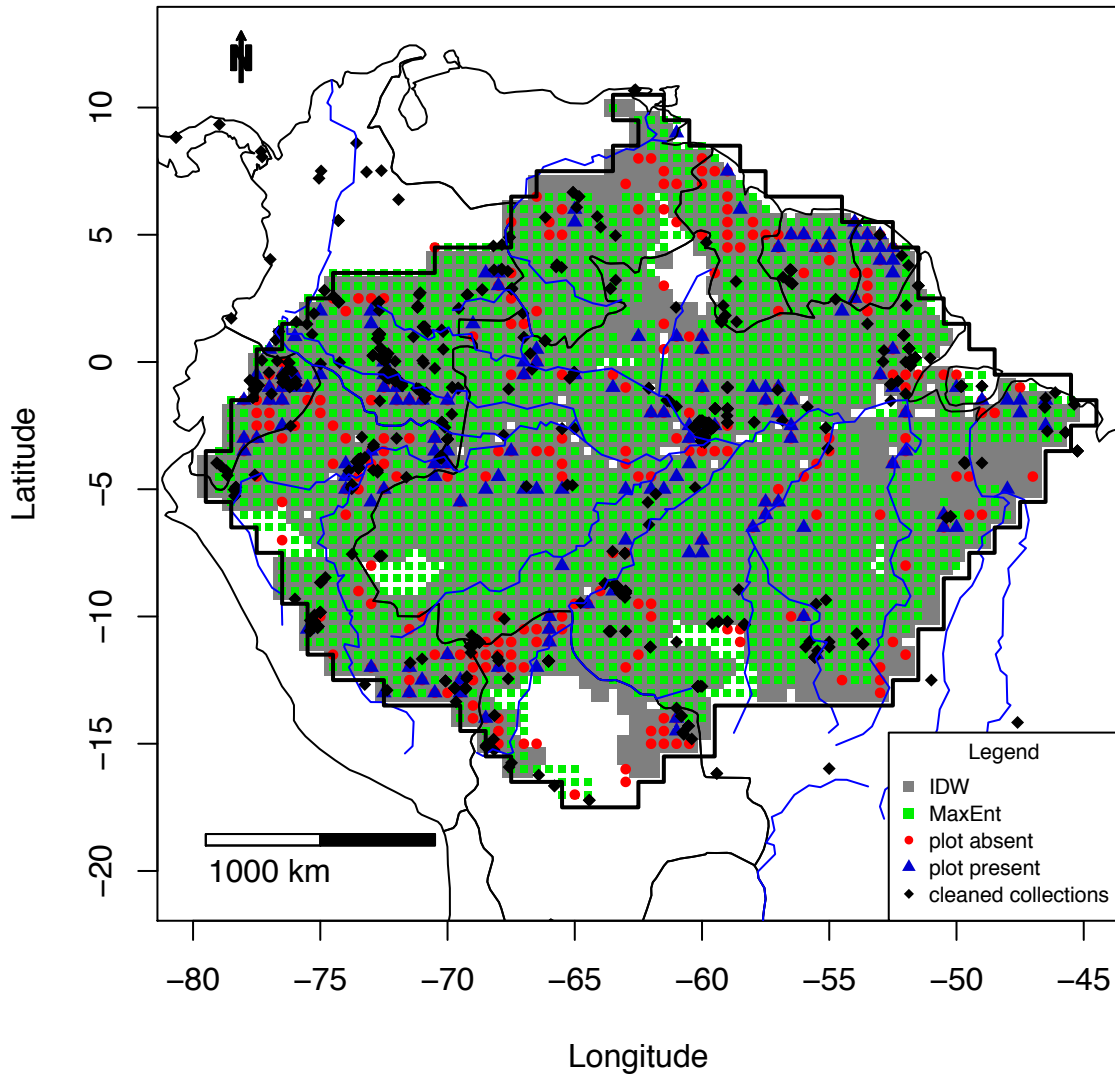 N
Latitude
10
5
0
−5
−10
−15
−20
1000 km
Legend
IDW
MaxEnt
plot absent
plot present
cleaned collections
−80 −75 −70 −65 −60 −55 −50 −45
Longitude